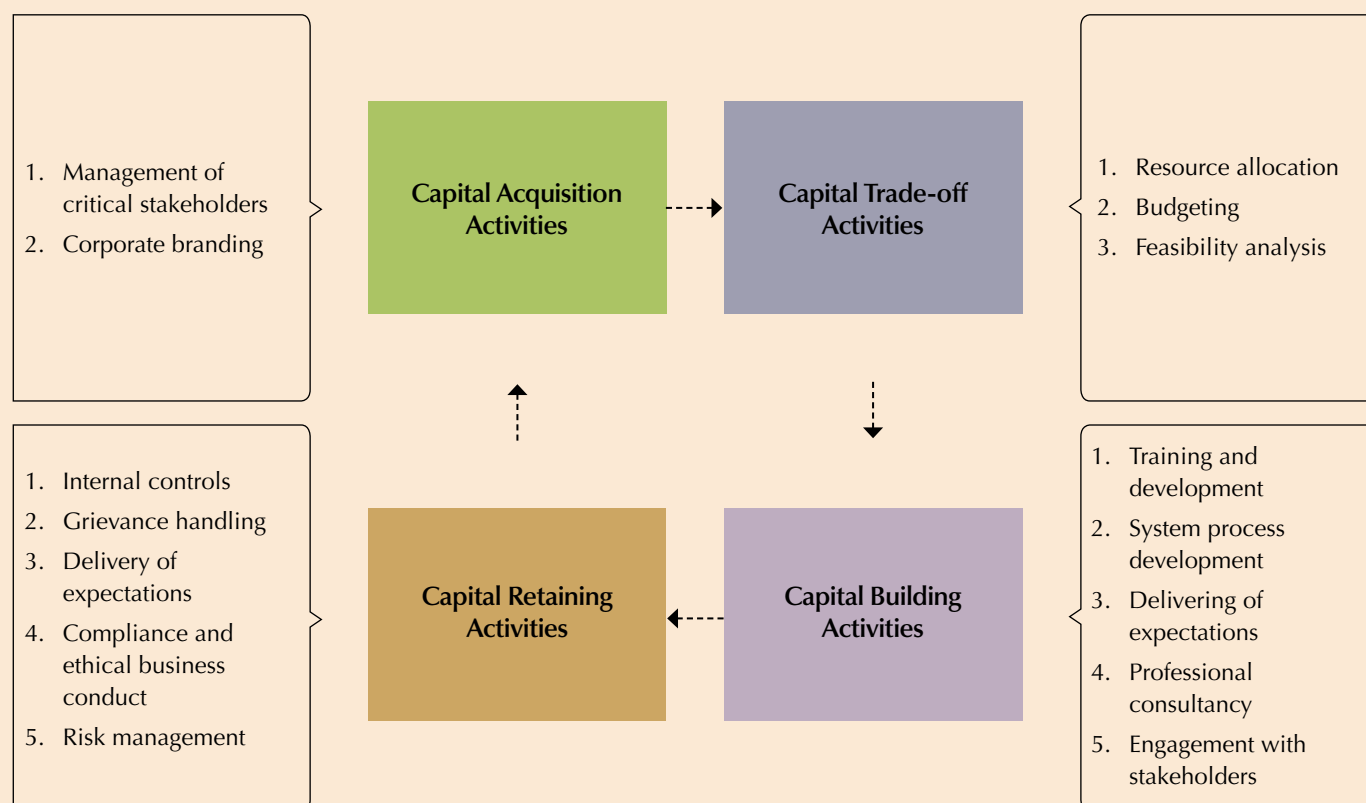 1. Management of
critical stakeholders
2. Corporate branding
Capital Acquisition
Activities
Capital Trade-off
Activities
1. Resource allocation
2. Budgeting
3. Feasibility analysis
1. Internal controls
2. Grievance handling
3. Delivery of
expectations
4. Compliance and
ethical business
conduct
5. Risk management
Capital Retaining
Activities
Capital Building
Activities
1. Training and
development
2. System process
development
3. Delivering of
expectations
4. Professional
consultancy
5. Engagement with
stakeholders